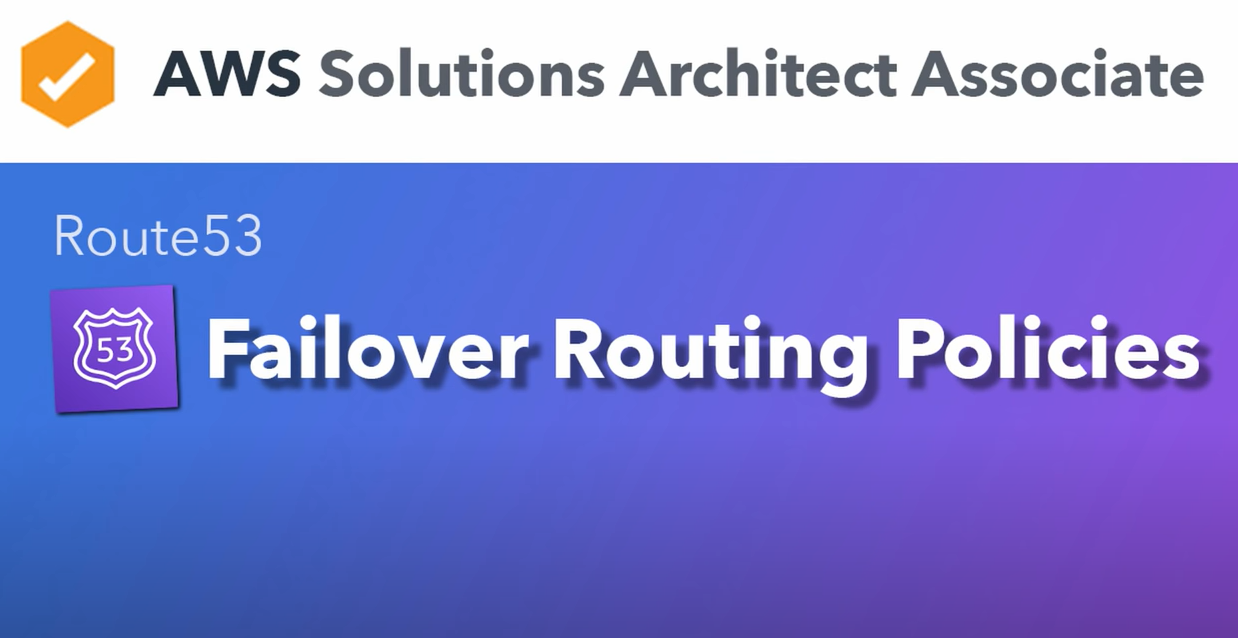 AWS Solutions Architect Associate
Route53
53
Failover Routing Policies